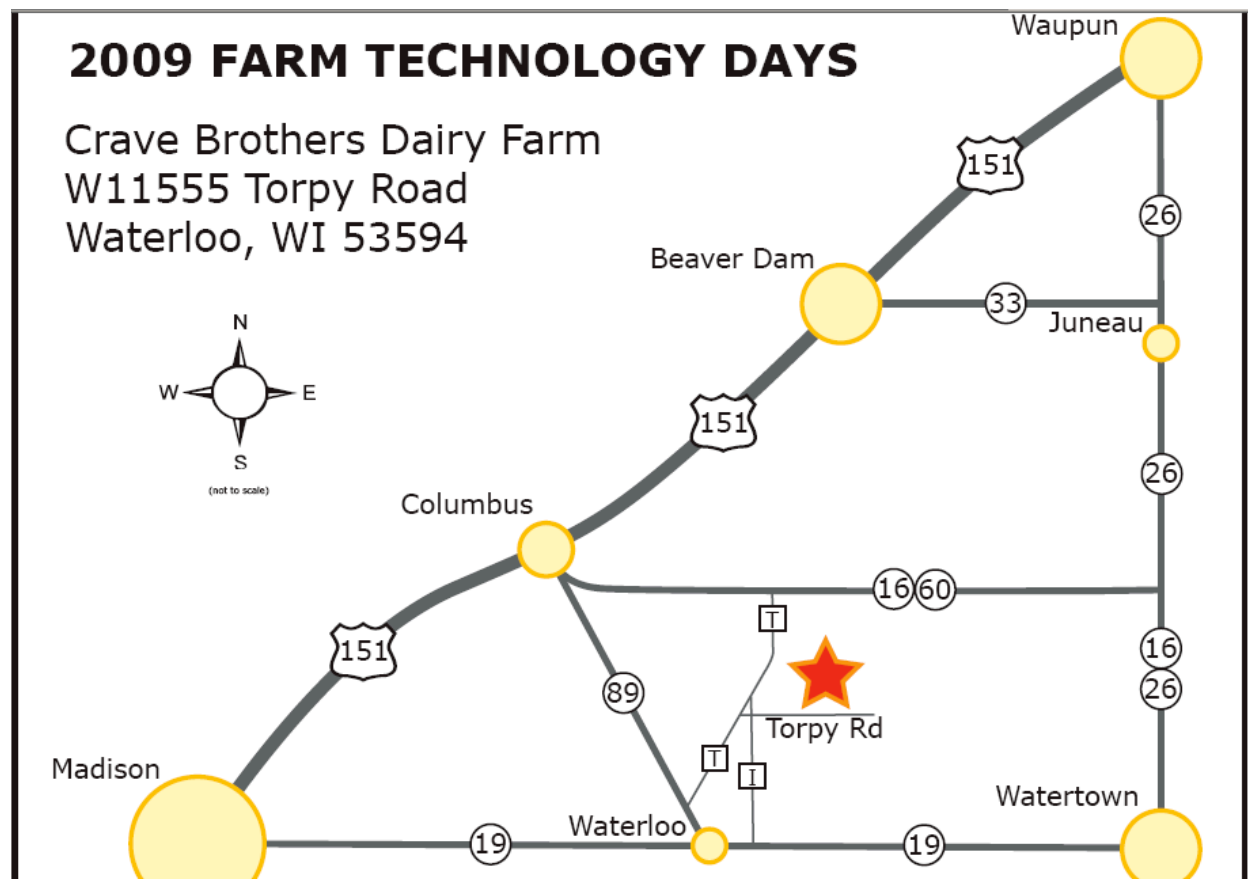 Waupun
2009 FARM TECHNOLOGY DAYS
Crave Brothers Dairy Farm
W11555 Torpy Road
Waterloo, WI 53594
151
26
Beaver Dam
33
Juneau
N
W
E
S
(not to scale)
151
26
Columbus
16
60
T
151
89
16
26
Torpy Rd
T
I
Madison
Watertown
Waterloo
19
19